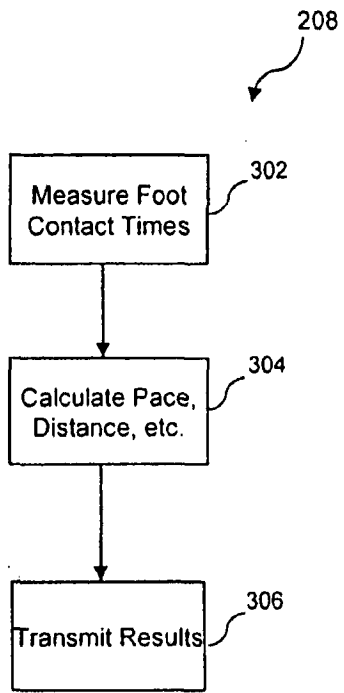 208
Measure Foot
Contact Times
302
Calculate Pace,
Distance, etc.
304
Transmit Results
306